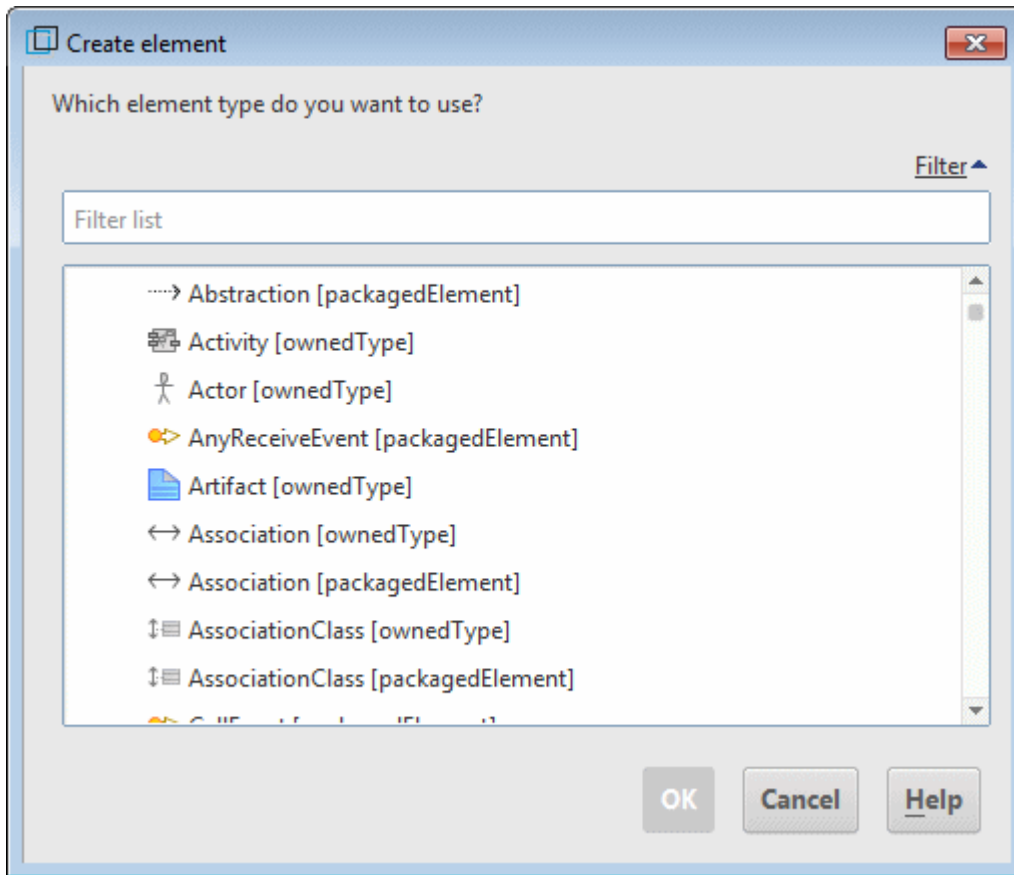 Create element
Which element type do you want to use?
Filter
Filter list
Abstraction [packagedElement]
Activity [ownedType]
Actor [ownedType]
AnyReceiveEvent [packagedElement]
Artifact [ownedType]
Association [ownedType]
Association [packagedElement]
AssociationClass [ownedType]
AssociationClass [packagedElement]
OK
Cancel
Help